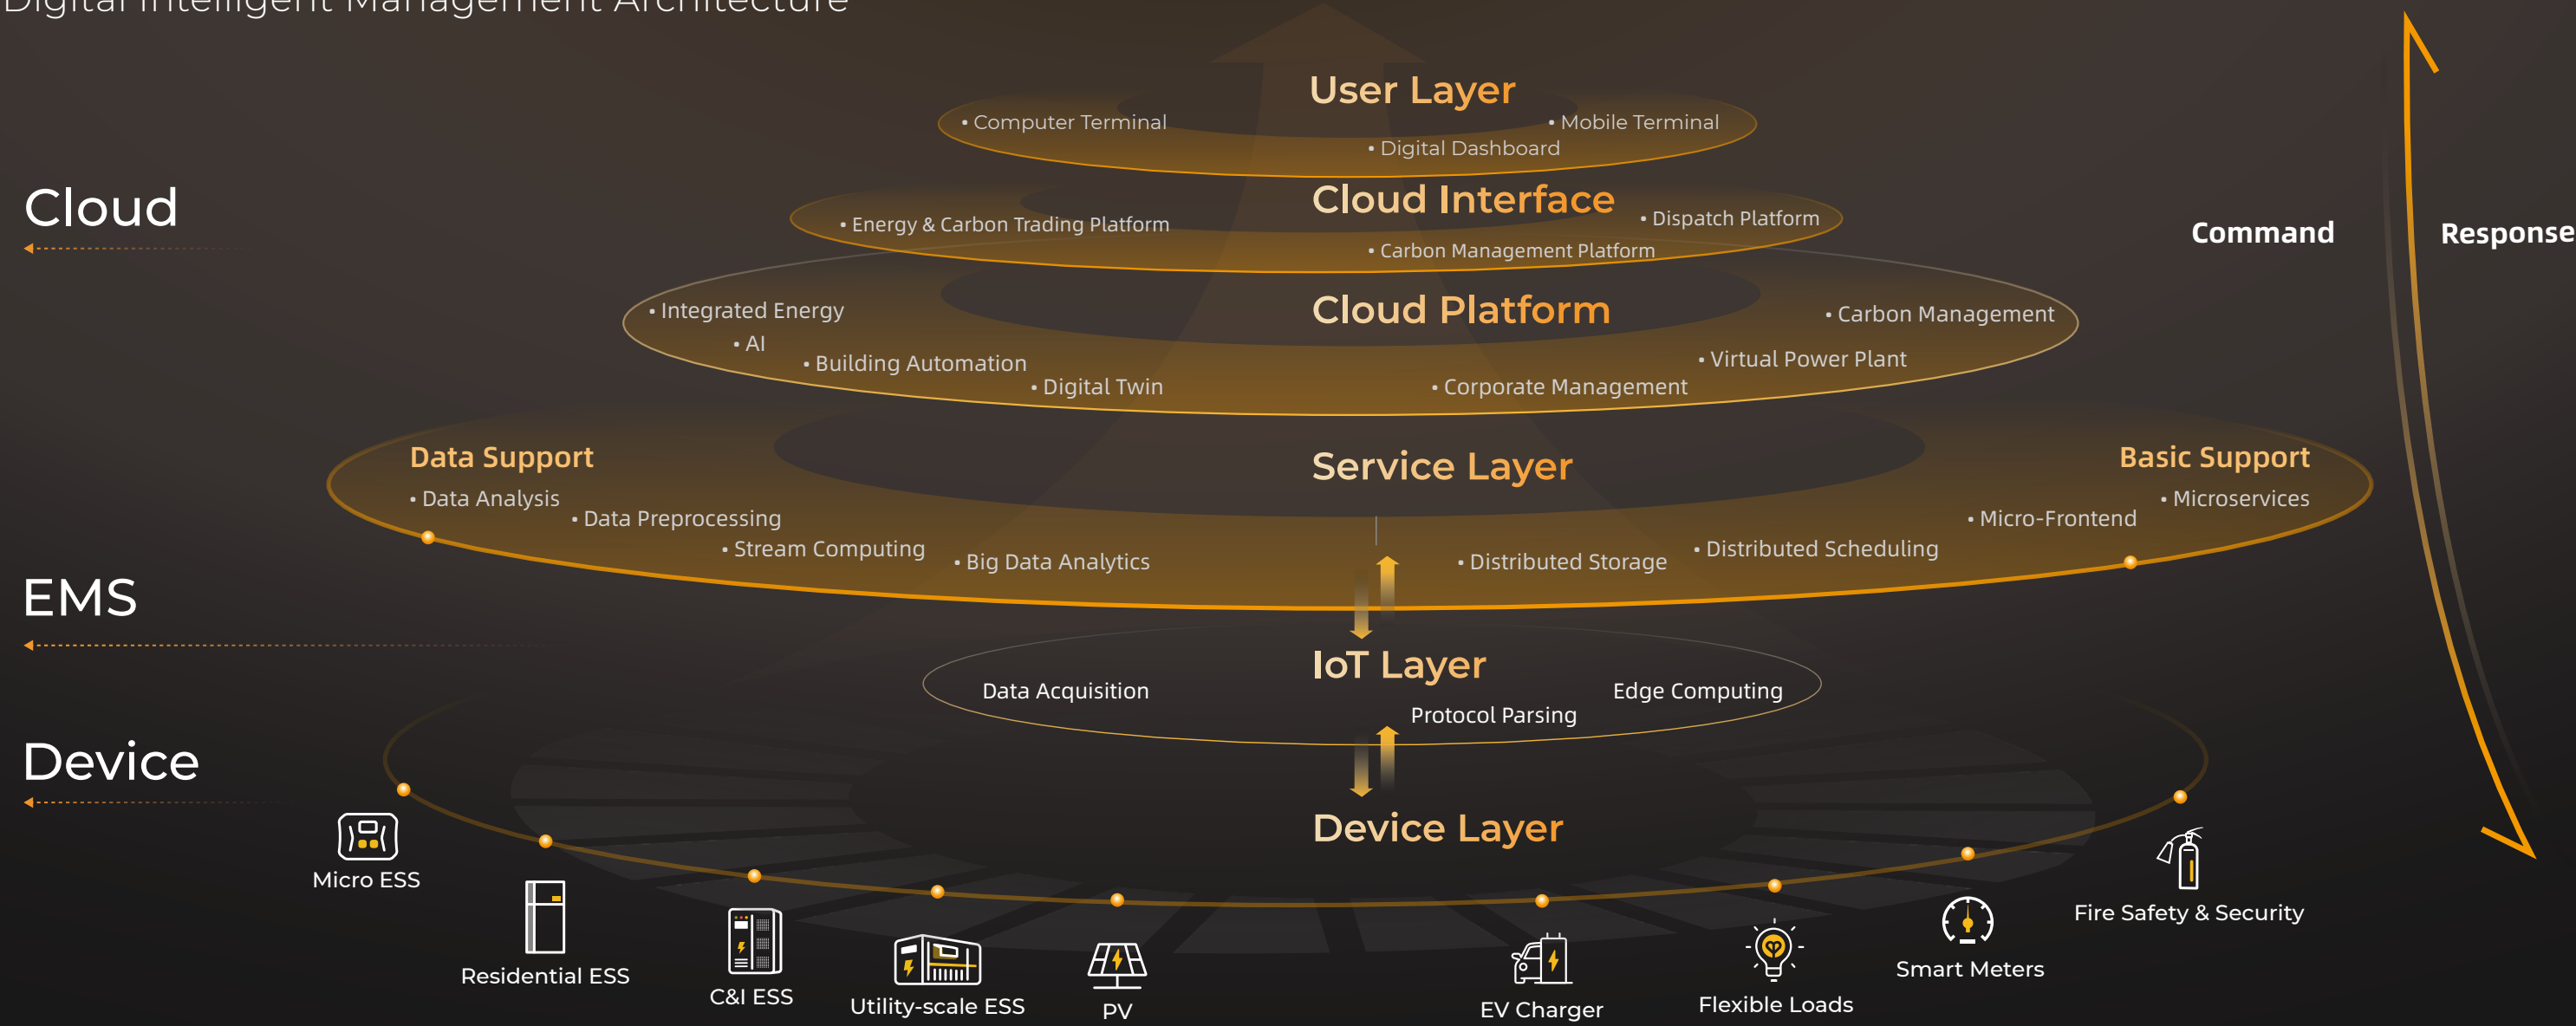 Digital Intelligent Management Architecture
User Layer
• Computer Terminal
• Mobile Terminal
• Digital Dashboard
Cloud
Cloud Interface
• Energy & Carbon Trading Platform
• Dispatch Platform
• Carbon Management Platform
Command
Response
Cloud Platform
• Integrated Energy
• AI
• Building Automation
• Digital Twin
• Corporate Management
• Virtual Power Plant
• Carbon Management
Service Layer
Data Support
• Data Analysis
• Data Preprocessing
• Stream Computing
• Big Data Analytics
Basic Support
• Microservices
• Micro-Frontend
• Distributed Scheduling
• Distributed Storage
EMS
IoT Layer
Data Acquisition
Protocol Parsing
Edge Computing
Device
Device Layer
Micro ESS
Residential ESS
C&I ESS
Utility-scale ESS
PV
EV Charger
Flexible Loads
Smart Meters
Fire Safety & Security